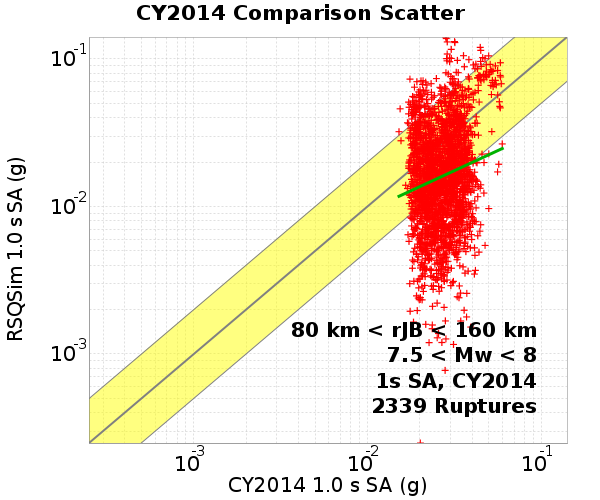 CY2014 Comparison Scatter
RSQSim 1.0 s SA (g)
10-1
10-2
10-3
80 km < rJB < 160 km
7.5 < Mw < 8
1s SA, CY2014
2339 Ruptures
10-3
10-2
10-1
CY2014 1.0 s SA (g)